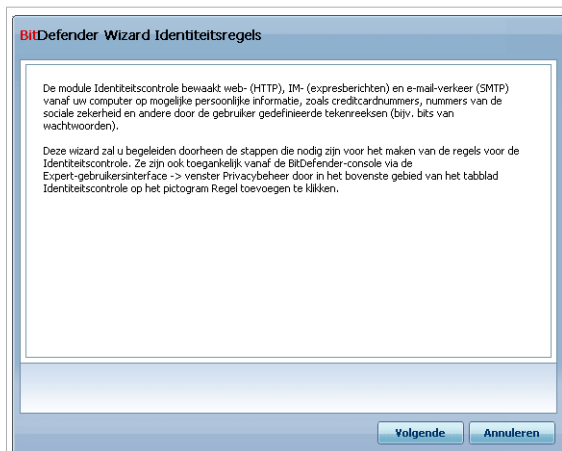 BitDefender Wizard Identiteitsregels
De module Identiteitscontrole bewaakt web- (HTTP), IM- (expresberichten) en e-mail-verkeer (SMTP)
vanaf uw computer op mogelijke persoonlijke informatie, zoals creditcardnummers, nummers van de
sociale zekerheid en andere door de gebruiker gedefinieerde tekenreeksen (bijv. bits van
wachtwoorden).
Deze wizard zal u begeleiden doorheen de stappen die nodig zijn voor het maken van de regels voor de
Identiteitscontrole. Ze zijn ook toegankelijk vanaf de BitDefender-console via de
Expert-gebruikersinterface -> venster Privacybeheer door in het bovenste gebied van het tabblad
Identiteitscontrole op het pictogram Regel toevoegen te klikken.
Volgende Annuleren